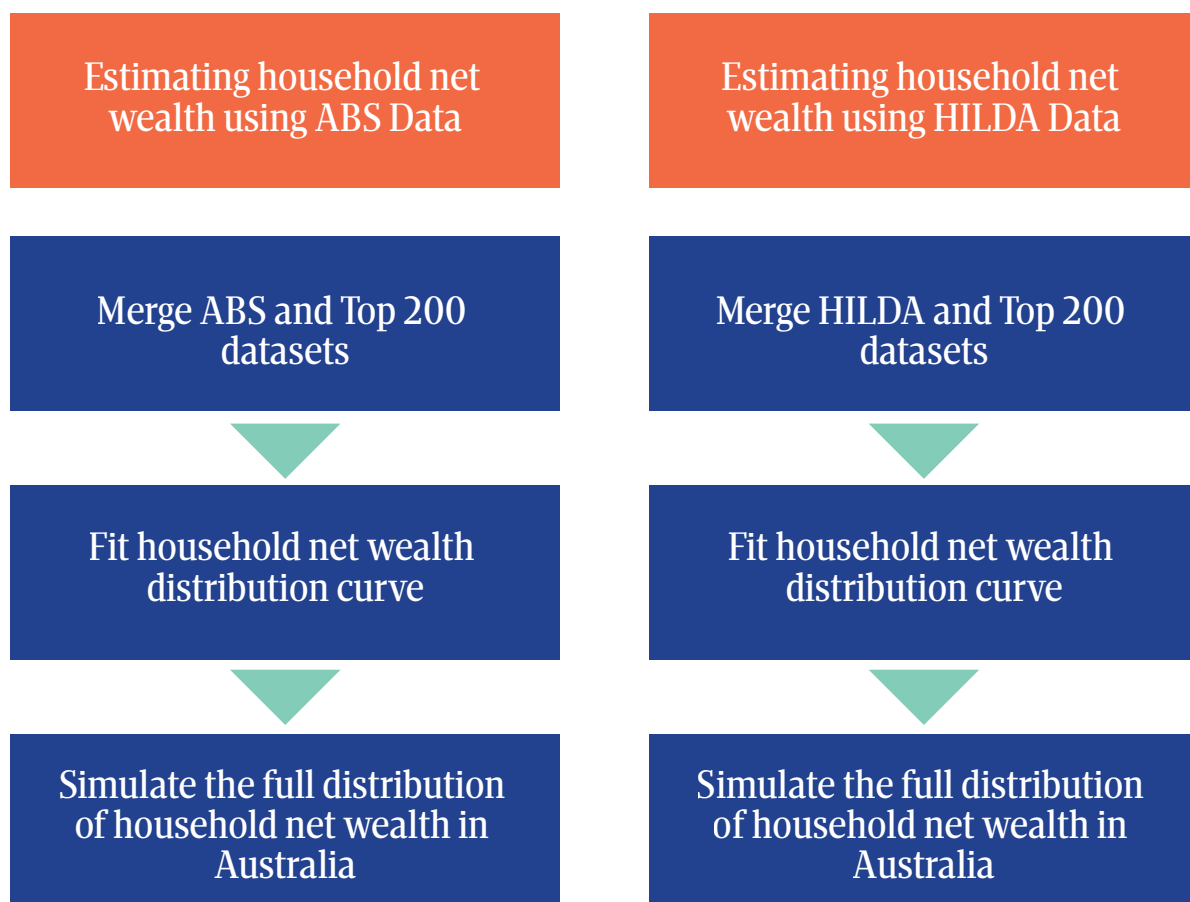 Estimating household net
wealth using ABS Data
Merge ABS and Top 200
datasets
Fit household net wealth
distribution curve
Simulate the full distribution
of household net wealth in
Australia
Estimating household net
wealth using HILDA Data
Merge HILDA and Top 200
datasets
Fit household net wealth
distribution curve
Simulate the full distribution
of household net wealth in
Australia